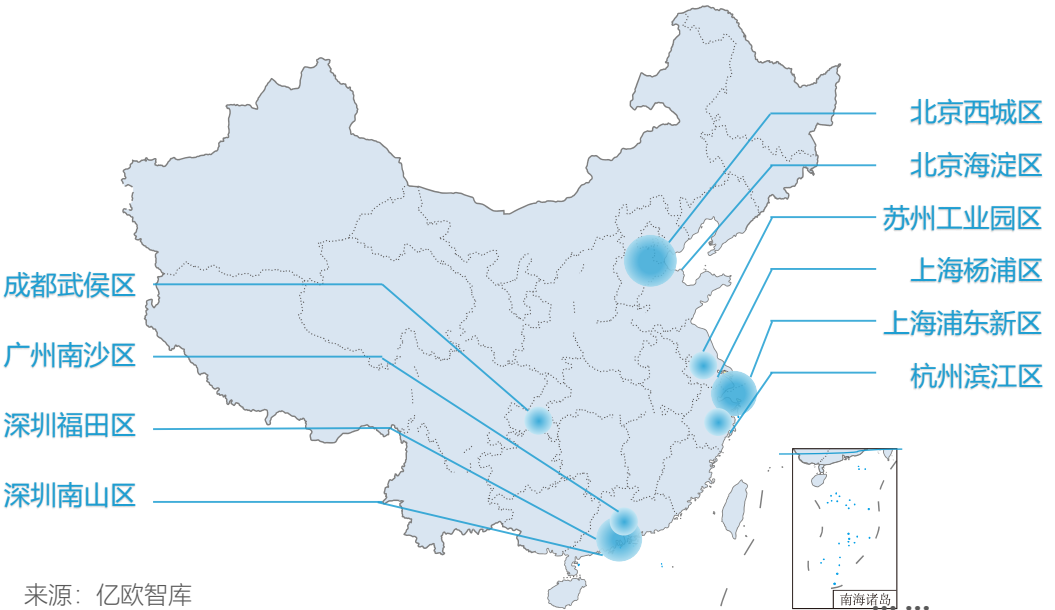 北京西城区
北京海淀区
苏州工业园区
上海杨浦区
上海浦东新区
杭州滨江区
成都武侯区
广州南沙区
深圳福田区
深圳南山区
南海诸岛
来源：亿欧智库